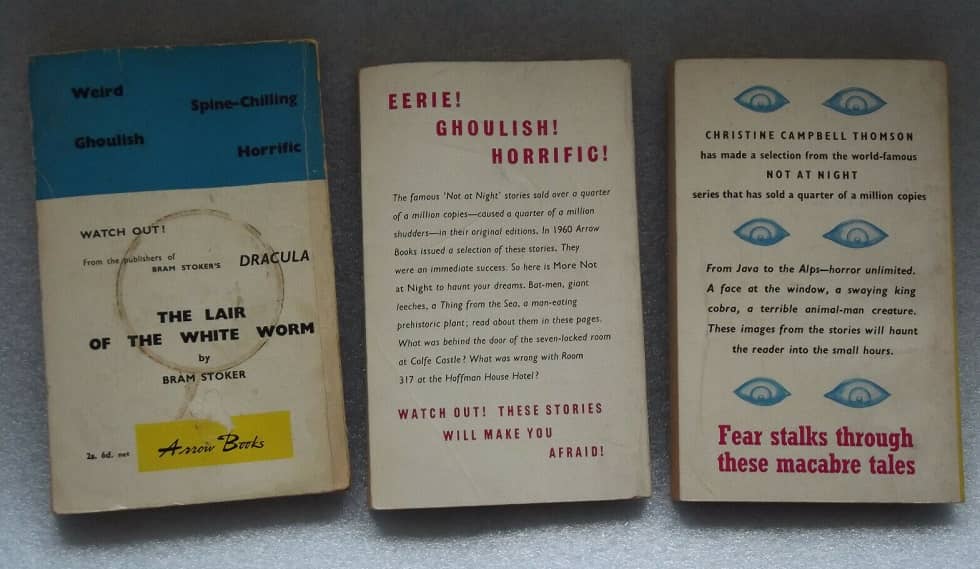 Weird
Spine-Chilling
Ghoulish
Horrific
WATCH OUT!
From the publishers of
BRAM STOKER'S DRACULA
THE LAIR
OF THE WHITE WORM
by
BRAM STOKER
2s. 6d. net
Arrow Books
EERIE!
GHOULISH!
HORRIFIC!
The famous 'Not at Night' stories sold over a quarter
of a million copies—caused a quarter of a million
shudders—in their original editions. In 1960 Arrow
Books issued a selection of these stories. They
were an immediate success. So here is More Not
at Night to haunt your dreams. Bat-men, giant
leeches, a Thing from the Sea, a man-eating
prehistoric plant; read about them in these pages.
What was behind the door of the seven-locked room
at Colfe Castle? What was wrong with Room
317 at the Hoffman House Hotel?
WATCH OUT! THESE STORIES
WILL MAKE YOU
AFRAID!
CHRISTINE CAMPBELL THOMSON
has made a selection from the world-famous
NOT AT NIGHT
series that has sold a quarter of a million copies
From Java to the Alps—horror unlimited.
A face at the window, a swaying king
cobra, a terrible animal-man creature.
These images from the stories will haunt
the reader into the small hours.
Fear stalks through
these macabre tales